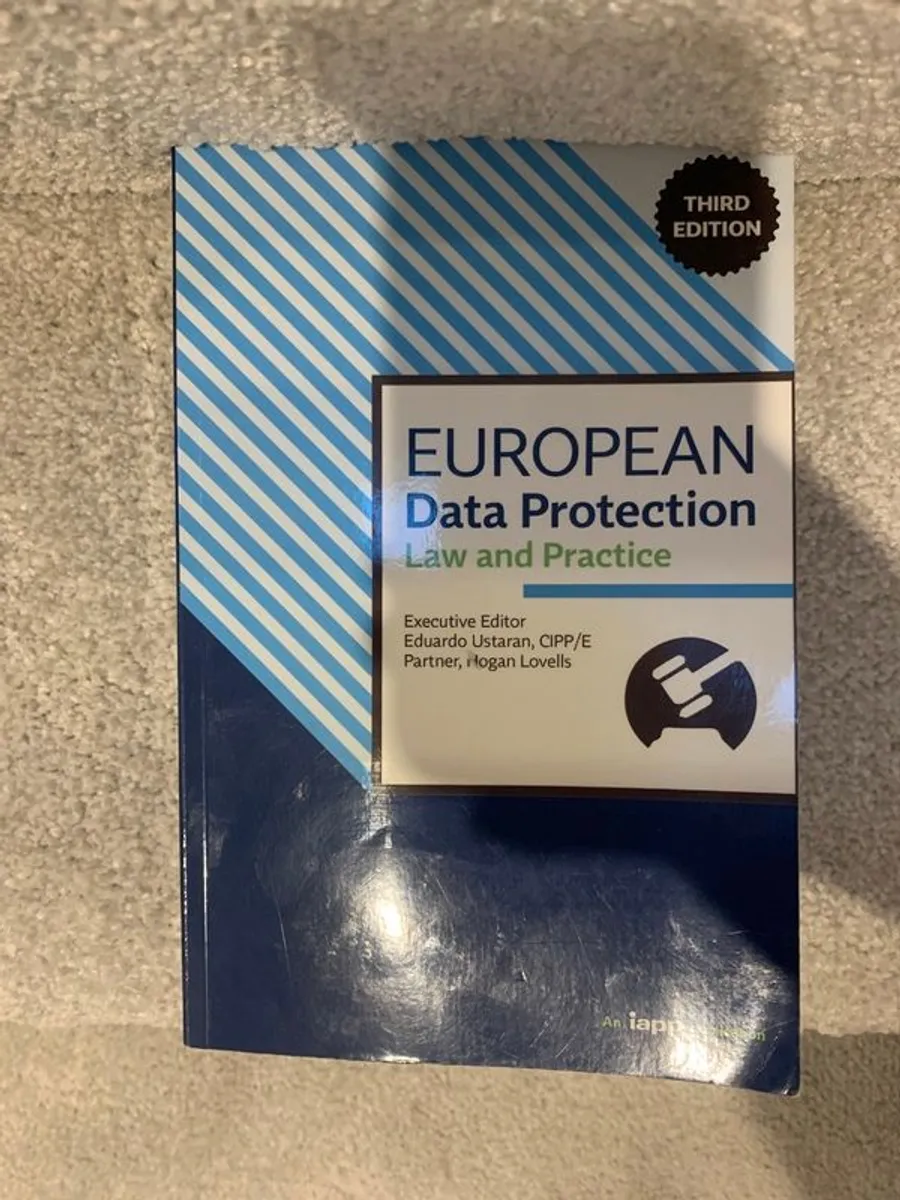 THIRD
EDITION
EUROPEAN
Data Protection
Law and Practice
Executive Editor
Eduardo Ustaran, CIPP/E
Partner, Hogan Lovells
An iapp